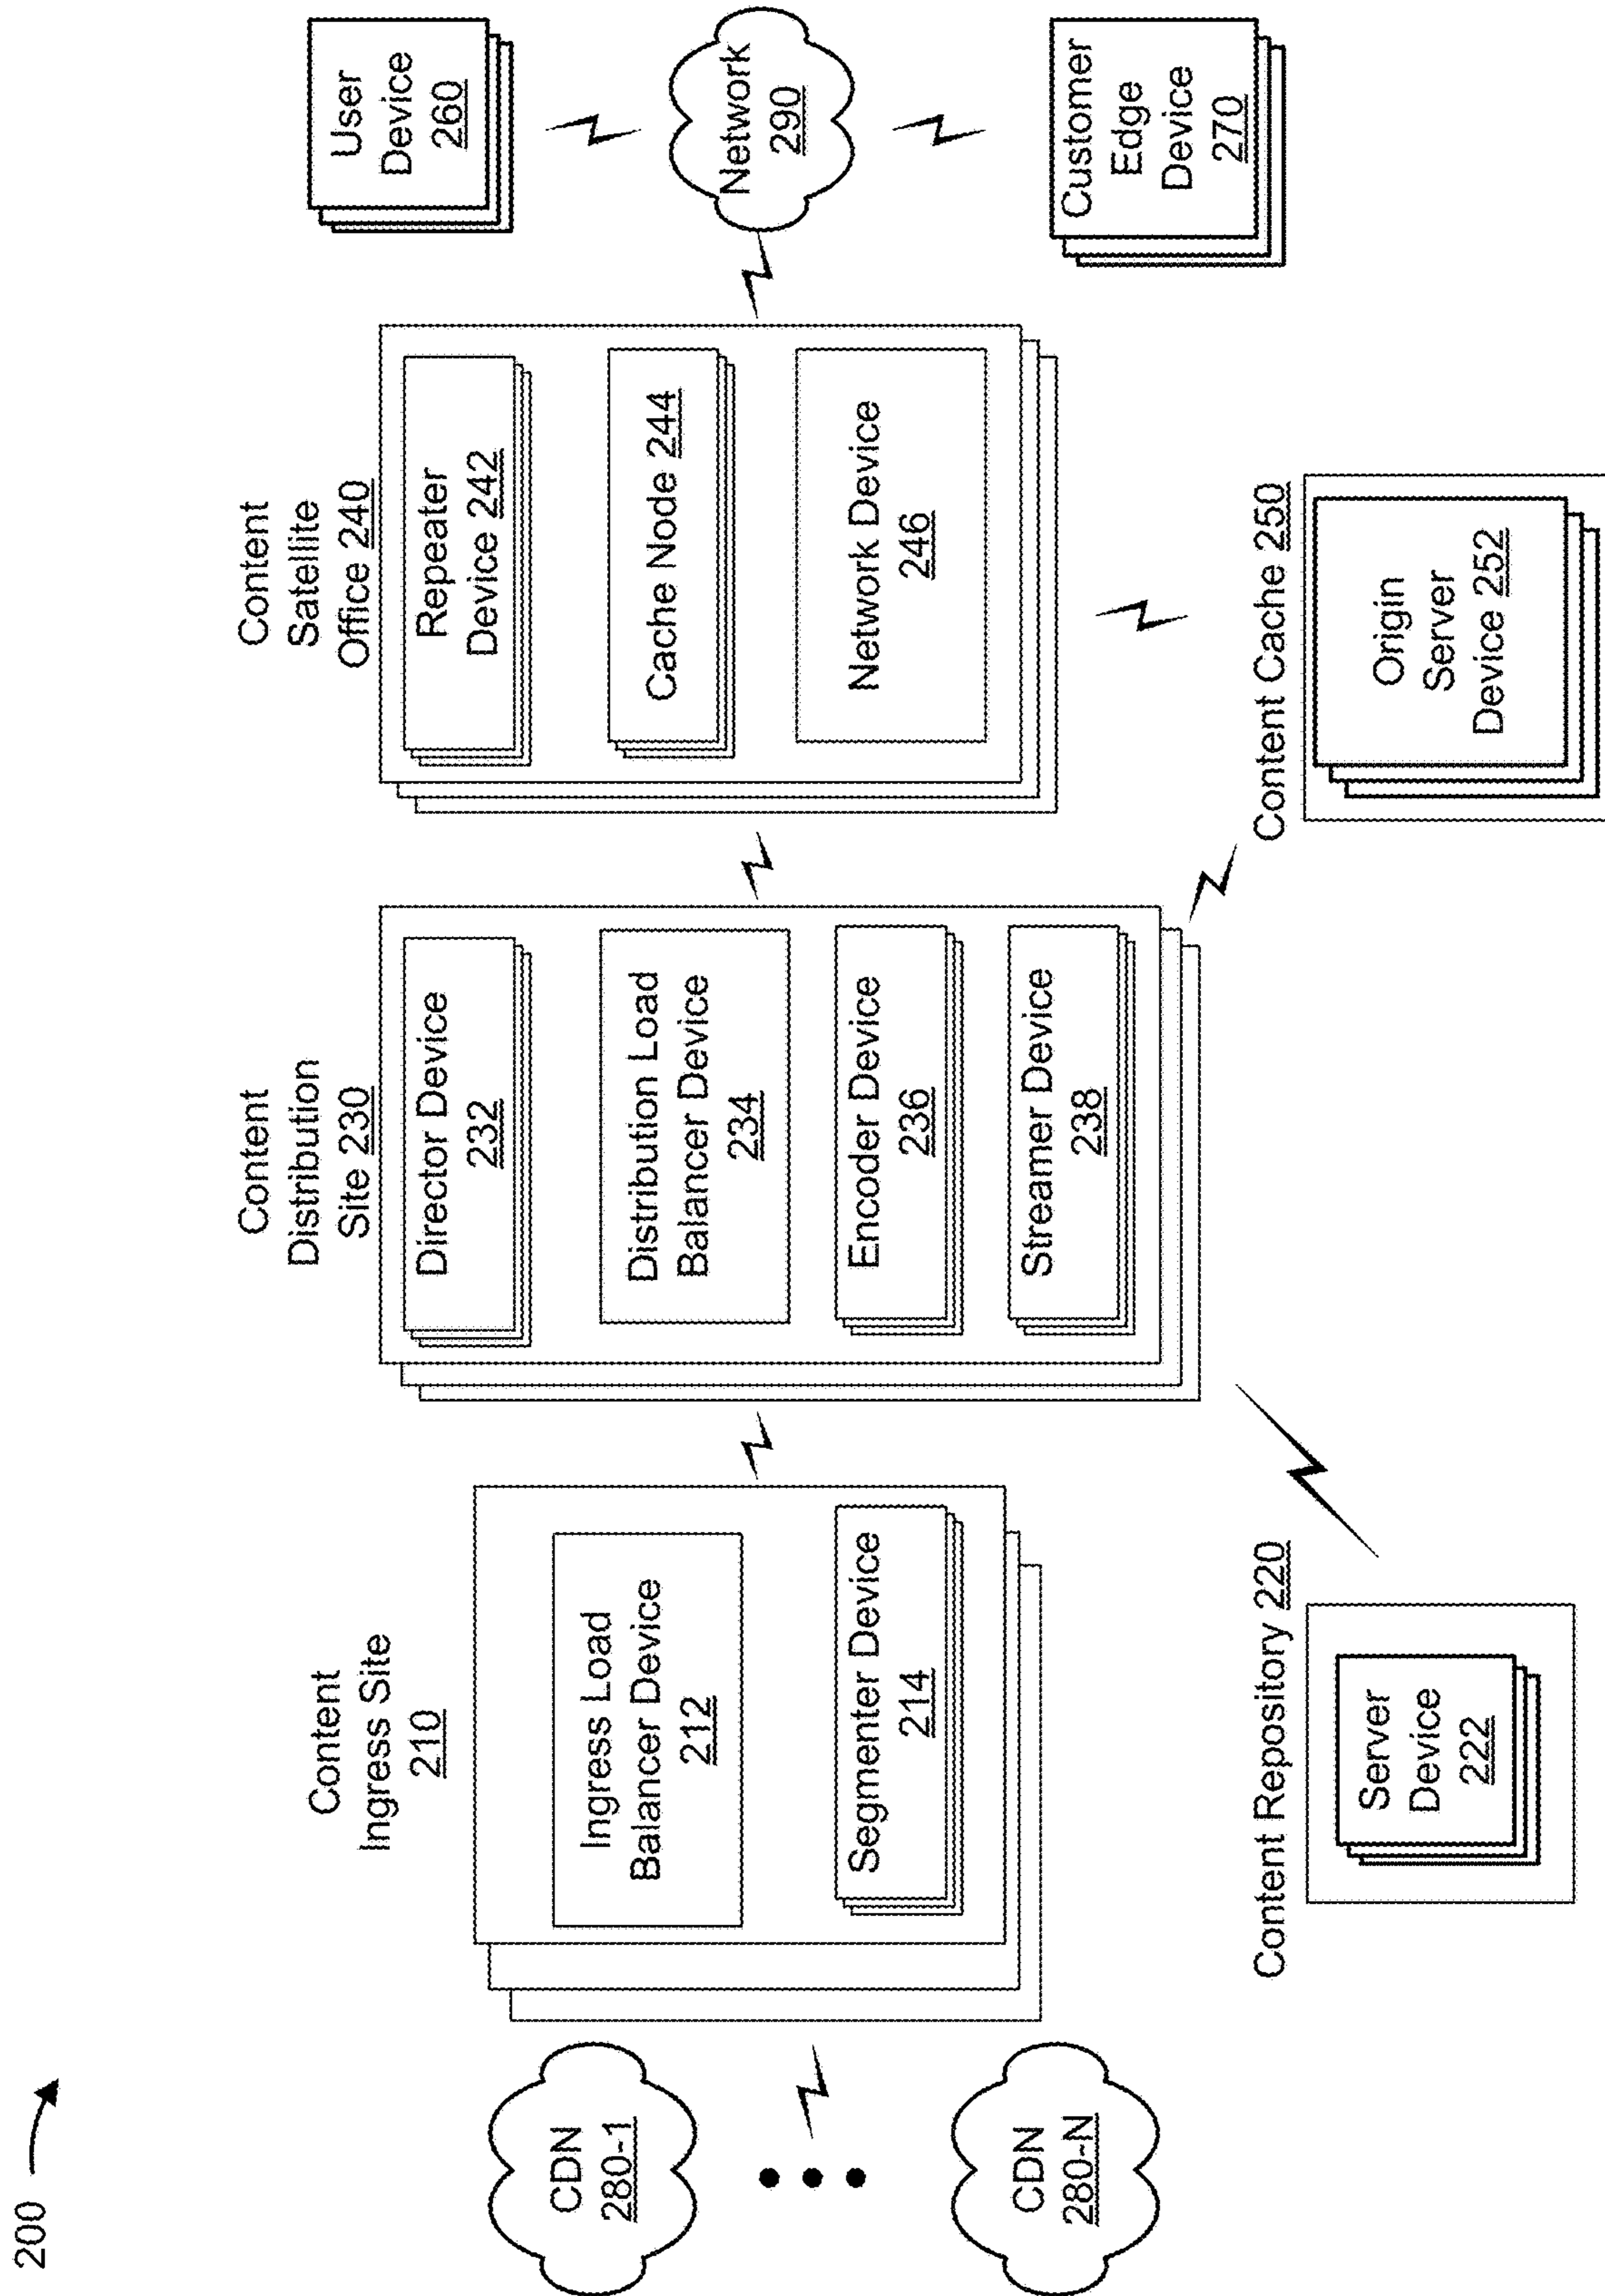 200
CDN
280-1
CDN
280-N
Content
Ingress Site
210
Ingress Load
Balancer Device
212
Segmenter Device
214
Content Repository 220
Server
Device
222
Content
Distribution
Site 230
Director Device
232
Distribution Load
Balancer Device
234
Encoder Device
236
Streamer Device
238
Content
Satellite
Office 240
Repeater
Device 242
Cache Node 244
Network Device
246
Content Cache 250
Origin
Server
Device 252
User
Device
260
Network
290
Customer
Edge
Device
270